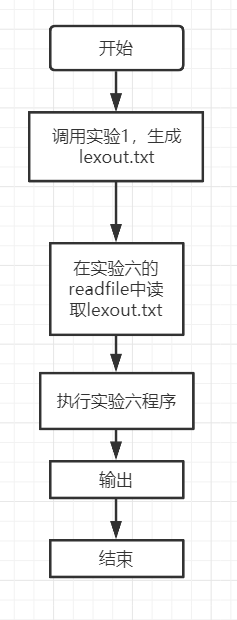 开始
调用实验1，生成
lexout.txt
在实验六的
readfile中读
取lexout.txt
执行实验六程序
输出
结束